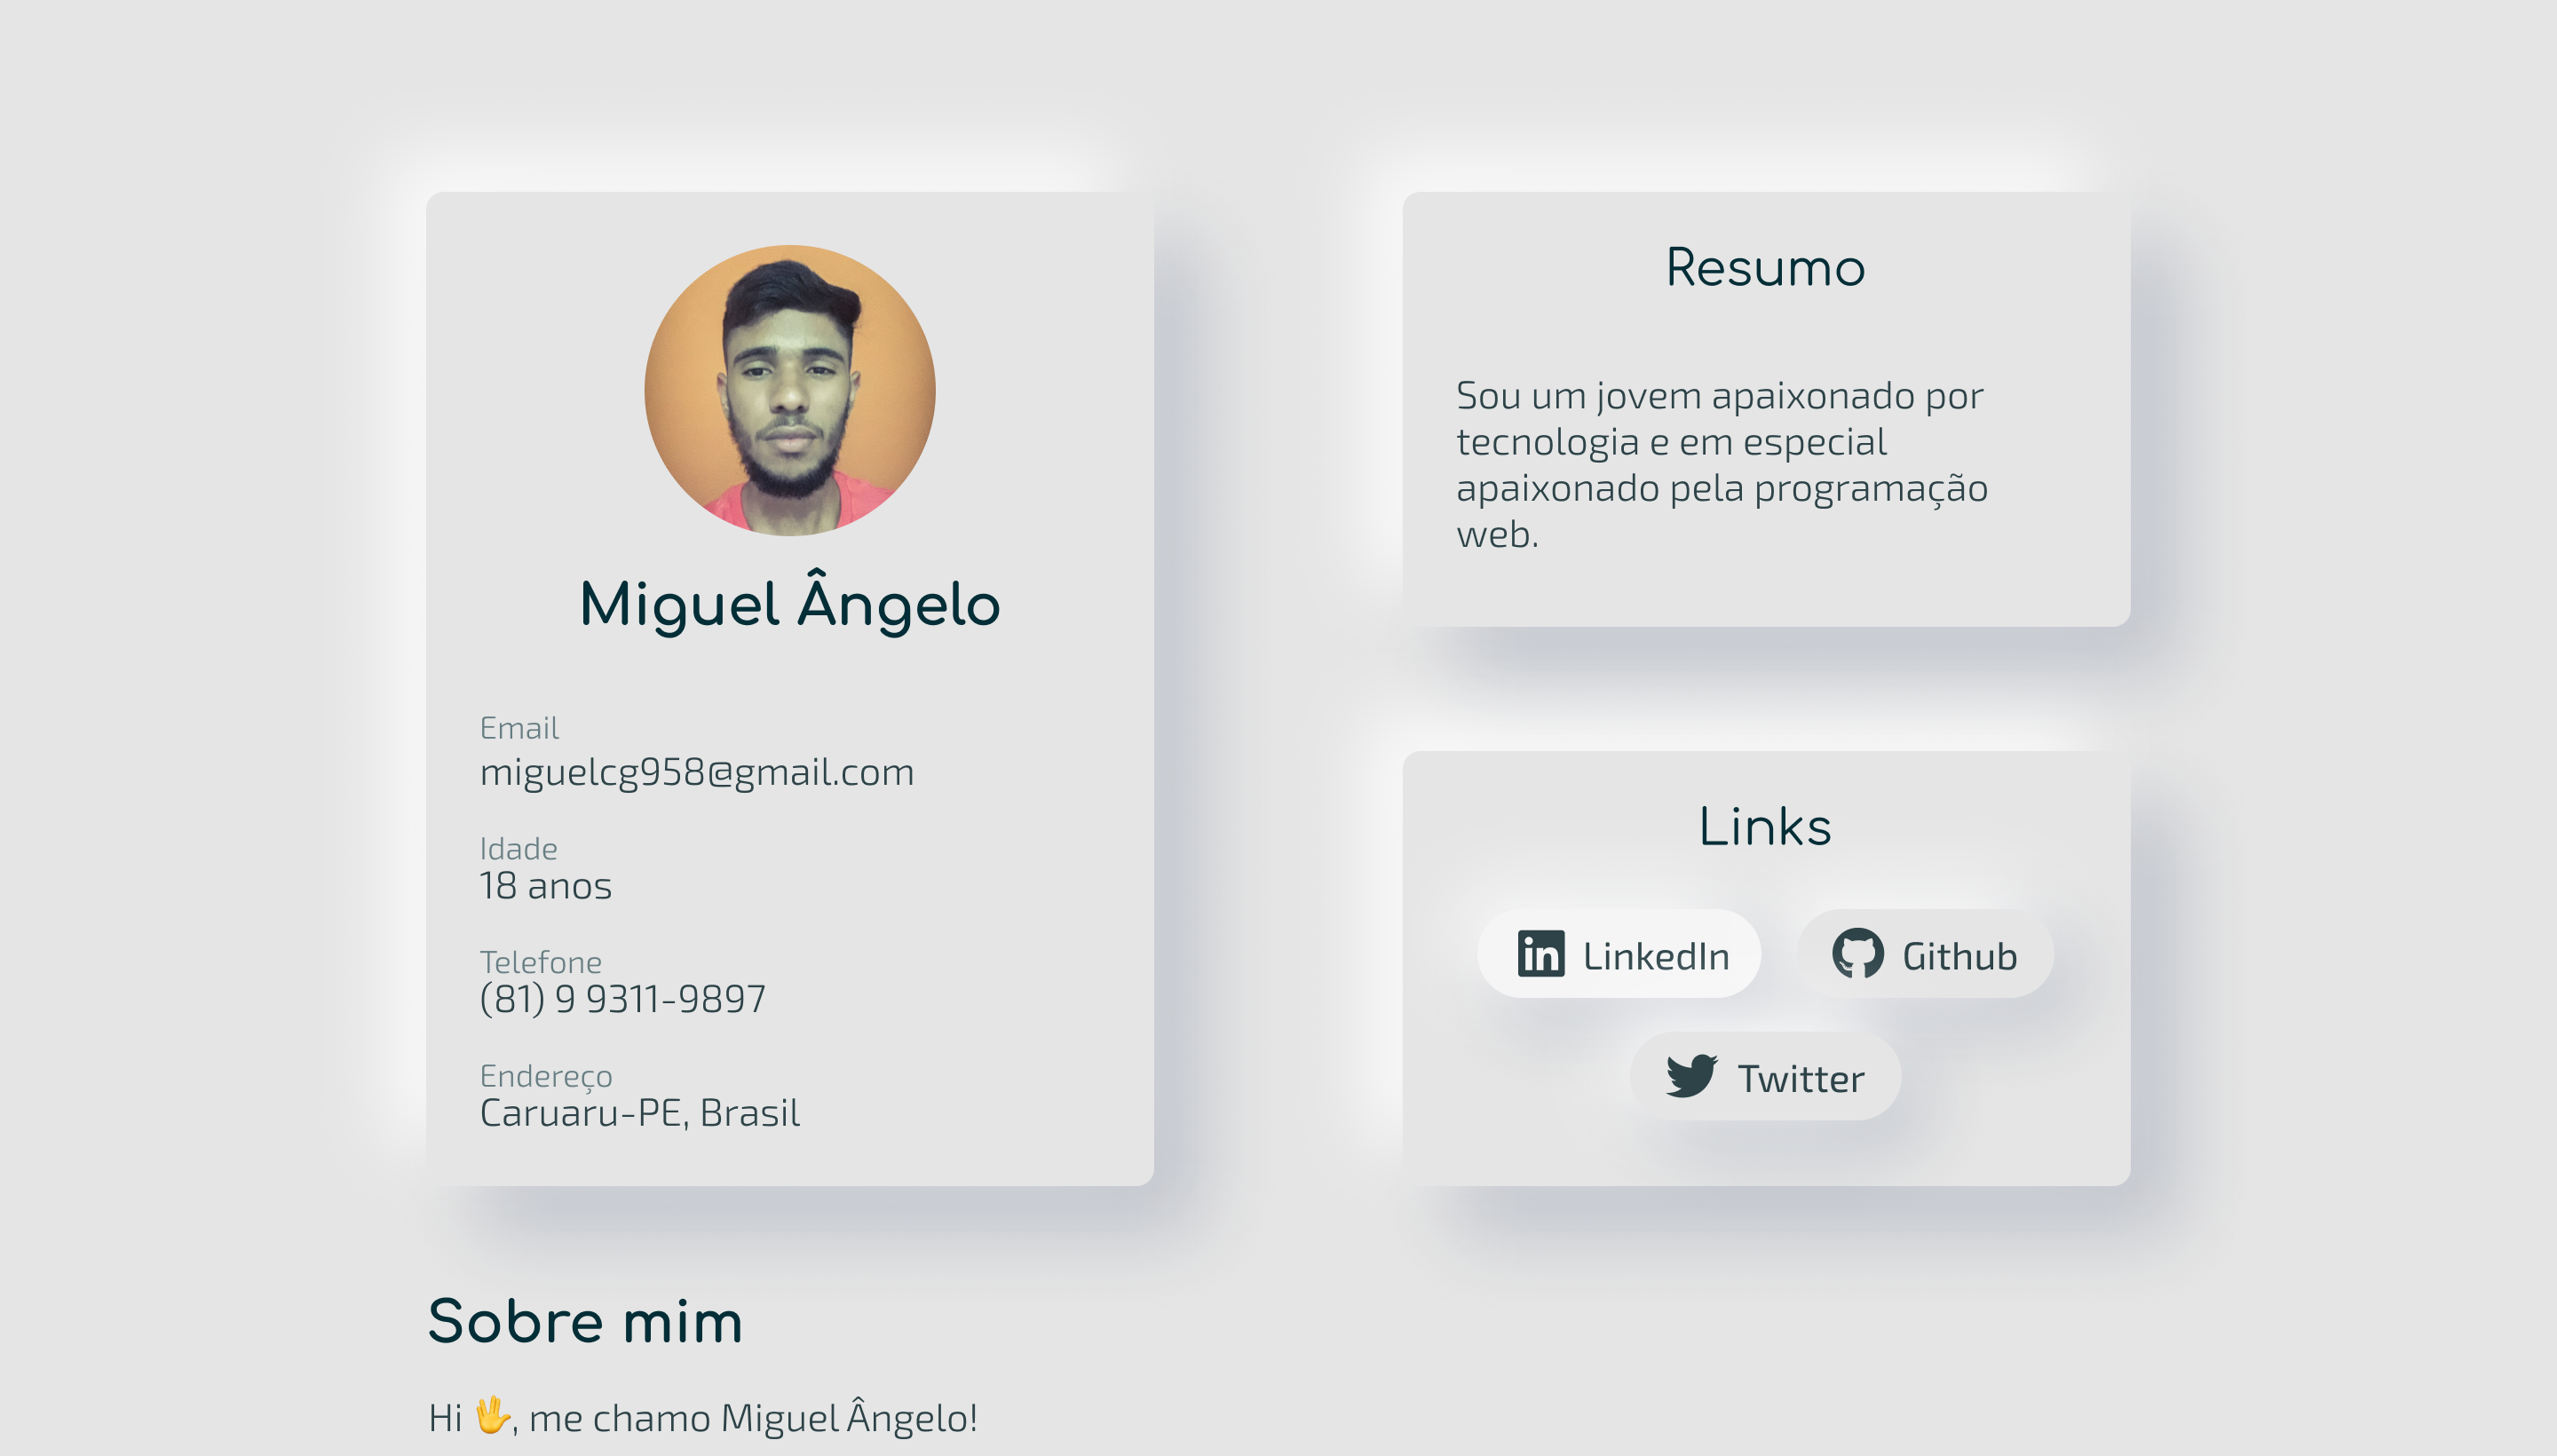 Miguel Ângelo
Email
miguelcg958@gmail.com
Idade
18 anos
Telefone
(81) 9 9311-9897
Endereço
Caruaru-PE, Brasil
Resumo
Sou um jovem apaixonado por
tecnologia e em especial
apaixonado pela programação
web.
Links
LinkedIn
Github
Twitter
Sobre mim
Hi 🖖, me chamo Miguel Ângelo!